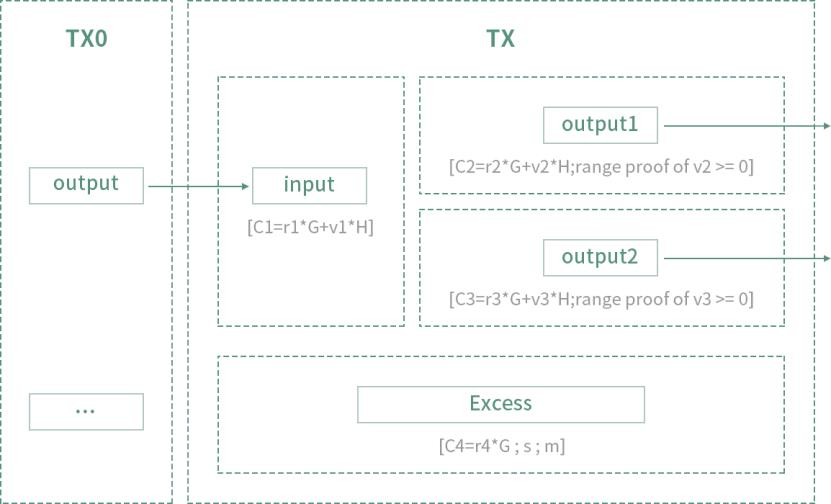 TX0
TX
output
...
input
[C1=r1*G+v1*H]
output1
[C2=r2*G+v2*H;range proof of v2 >= 0]
output2
[C3=r3*G+v3*H;range proof of v3 >= 0]
Excess
[C4=r4*G ; s ; m]